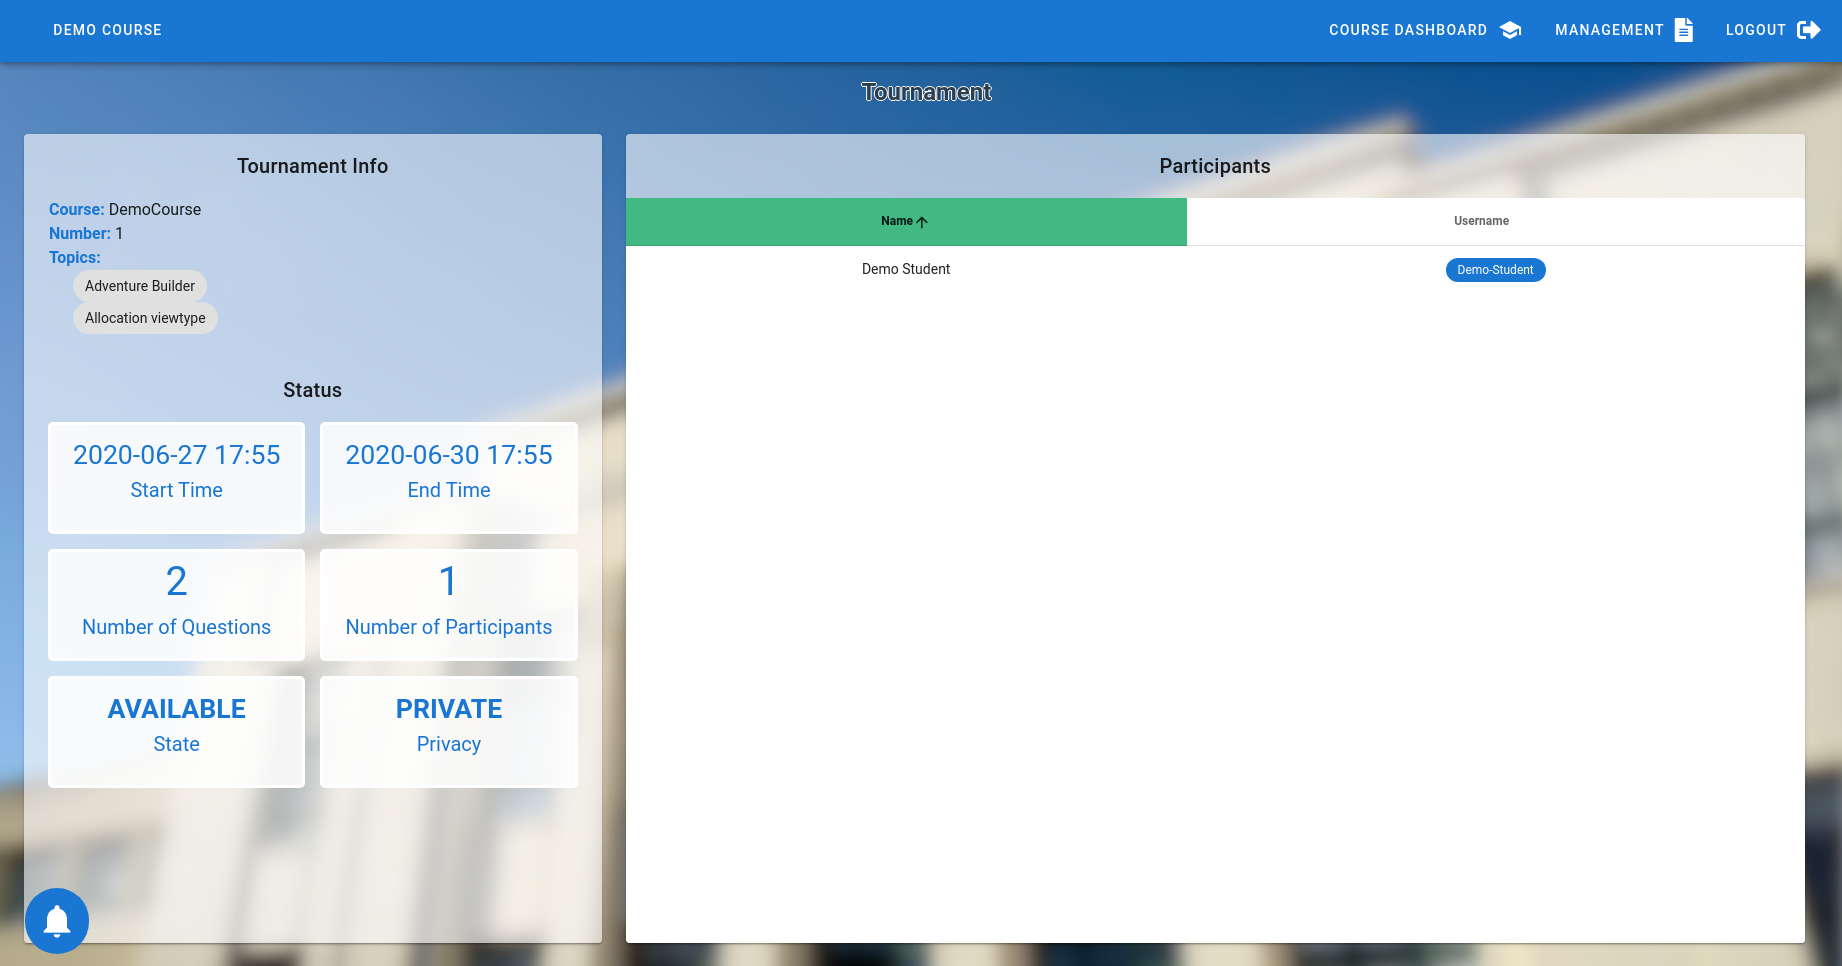 DEMO COURSE
COURSE DASHBOARD
MANAGEMENT
LOGOUT
Tournament
Tournament Info
Course: DemoCourse
Number: 1
Topics:
Adventure Builder
Allocation viewtype
Status
2020-06-27 17:55
Start Time
2020-06-30 17:55
End Time
2
Number of Questions
1
Number of Participants
AVAILABLE
State
PRIVATE
Privacy
Participants
Name
Username
Demo Student
Demo-Student